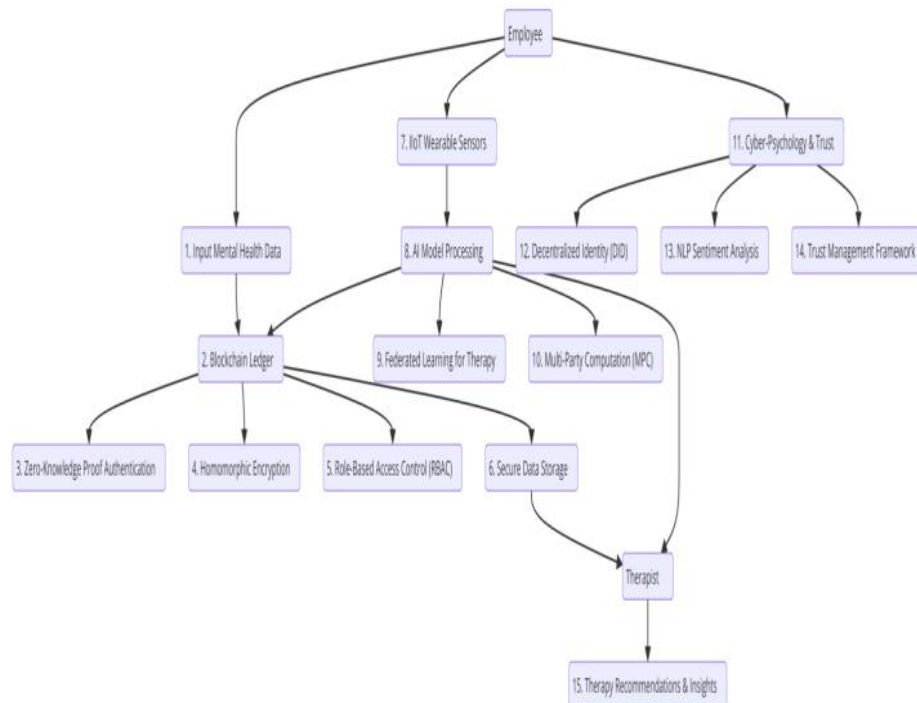 Employee
7. IIoT Wearable Sensors
11. Cyber-Psychology & Trust
1. Input Mental Health Data
8. AI Model Processing
12. Decentralized Identity (DID)
13. NLP Sentiment Analysis
14. Trust Management Framework
2. Blockchain Ledger
9. Federated Learning for Therapy
10. Multi-Party Computation (MPC)
3. Zero-Knowledge Proof Authentication
4. Homomorphic Encryption
5. Role-Based Access Control (RBAC)
6. Secure Data Storage
Therapist
15. Therapy Recommendations & Insights